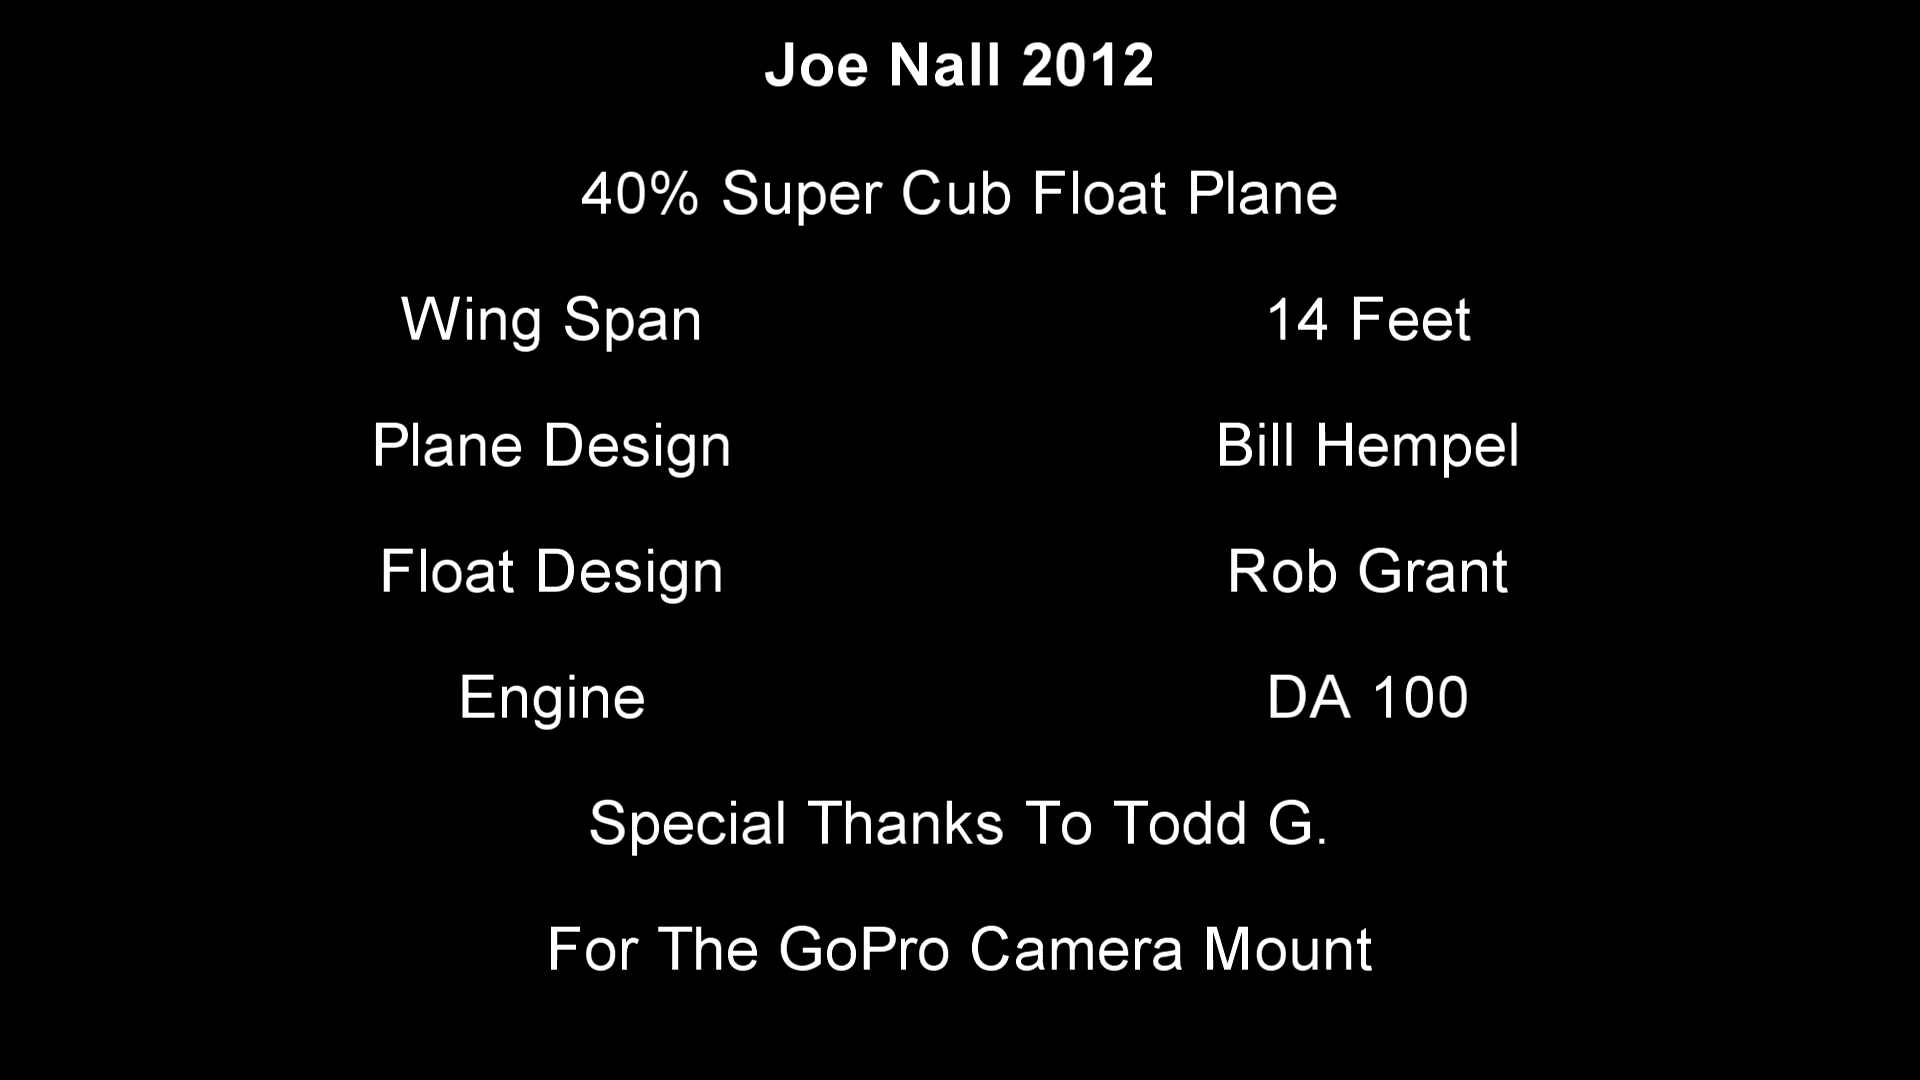 Joe Nall 2012
40% Super Cub Float Plane
Wing Span 14 Feet
Plane Design Bill Hempel
Float Design Rob Grant
Engine DA 100
Special Thanks To Todd G.
For The GoPro Camera Mount